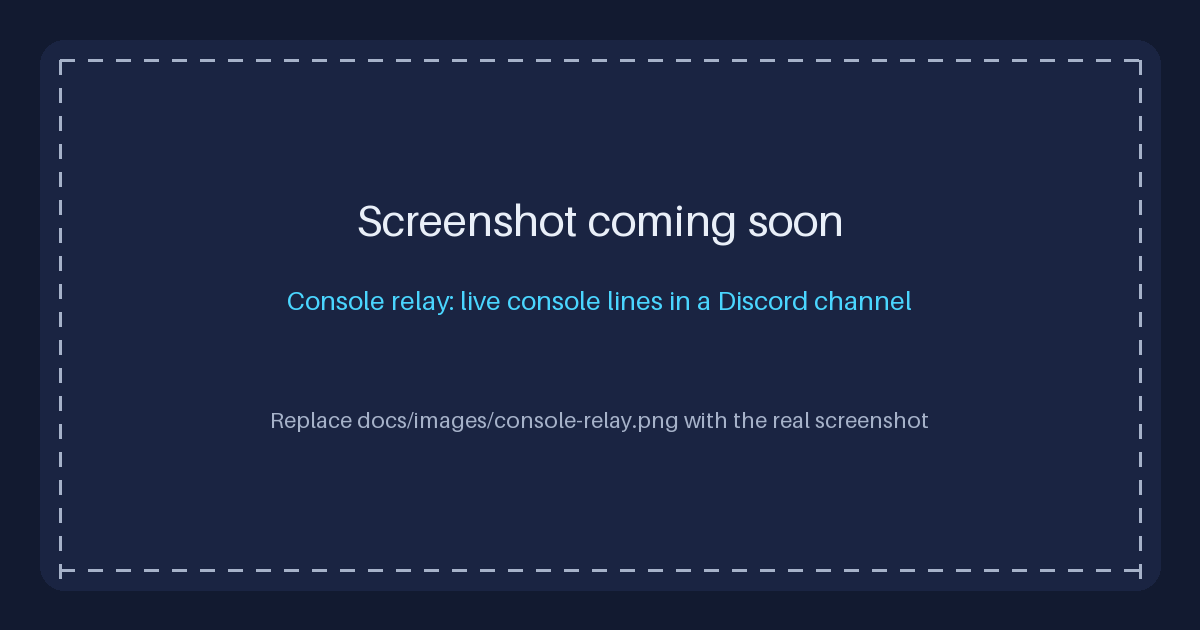 Screenshot coming soon
Console relay: live console lines in a Discord channel
Replace docs/images/console-relay.png with the real screenshot